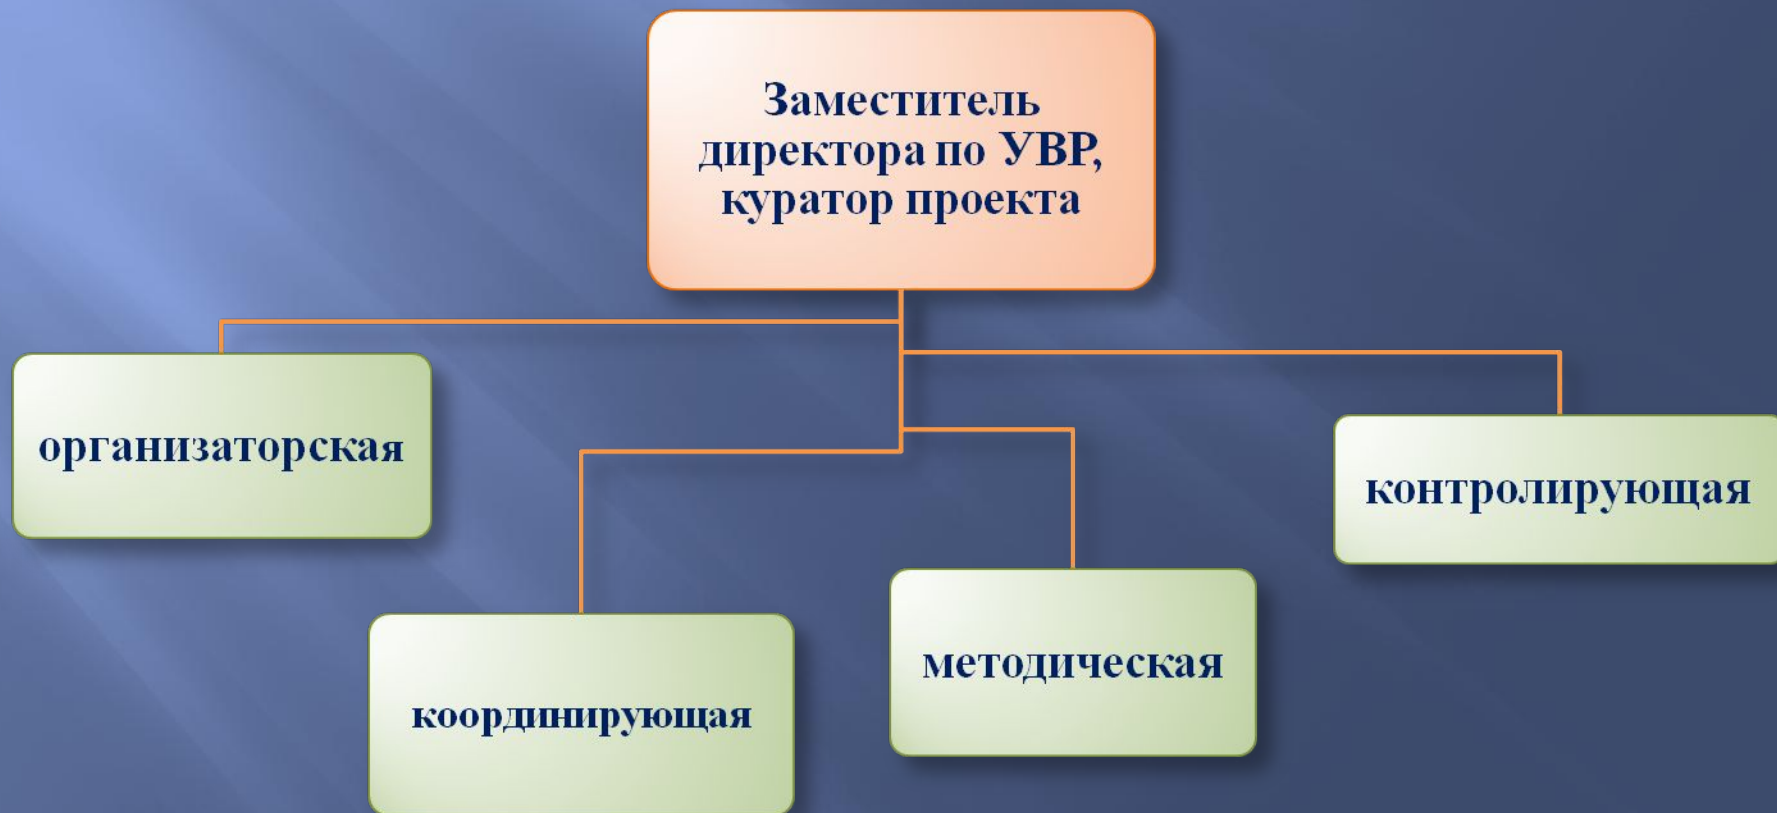 Заместитель
директора по УВР,
куратор проекта
организаторская
контролирующая
методическая
координирующая